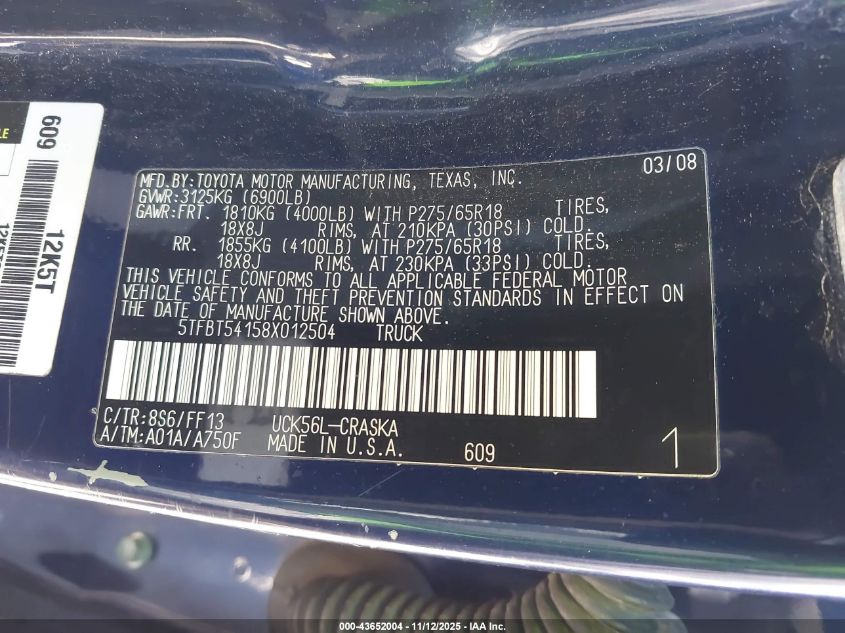 MFD.BY:TOYOTA MOTOR MANUFACTURING, TEXAS, INC. 03/08
GVWR:3125KG (6900LB)
GAWR:FRT. 1810KG (4000LB) WITH P275/65R18 TIRES,
18X8J RIMS, AT 210KPA (30PSI) COLD.
RR. 1855KG (4100LB) WITH P275/65R18 TIRES,
18X8J RIMS, AT 230KPA (33PSI) COLD.
THIS VEHICLE CONFORMS TO ALL APPLICABLE FEDERAL MOTOR
VEHICLE SAFETY AND THEFT PREVENTION STANDARDS IN EFFECT ON
THE DATE OF MANUFACTURE SHOWN ABOVE.
5TFBT54158X012504 TRUCK
C/TR:8S6/FF13 UCK56L-CRASKA
A/TM:A01A/A750F MADE IN U.S.A. 609 1
609
12K5T
000-43652004 - 11/12/2025 - IAA Inc.